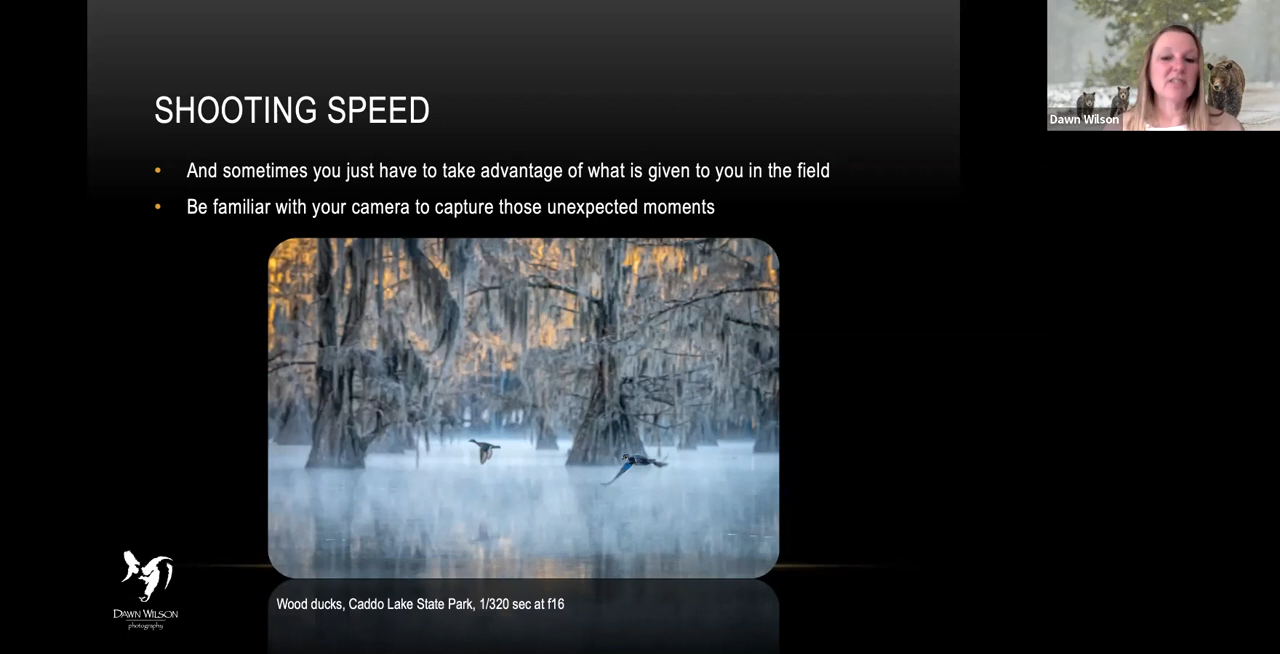 SHOOTING SPEED
• And sometimes you just have to take advantage of what is given to you in the field
• Be familiar with your camera to capture those unexpected moments
Wood ducks, Caddo Lake State Park, 1/320 sec at f16
DAWN WILSON
photography
Dawn Wilson